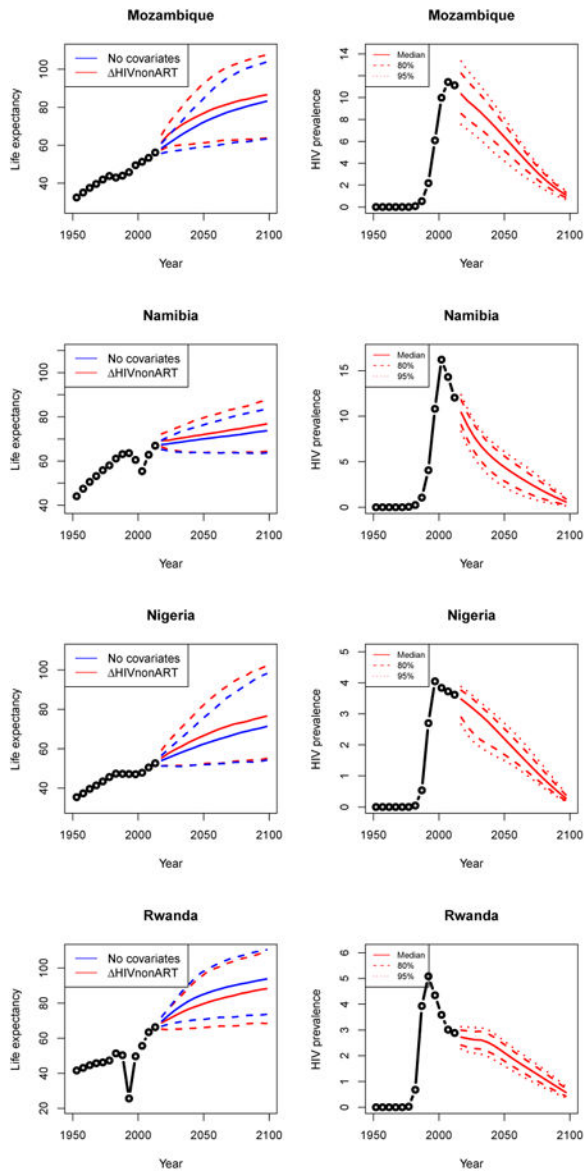 Mozambique
Life expectancy
100
80
60
40
No covariates
ΔHIVnonART
1950
2000
2050
2100
Year
Mozambique
HIV prevalence
14
12
10
8
6
4
2
0
Median
80%
95%
1950
2000
2050
2100
Year
Namibia
Life expectancy
100
80
60
40
No covariates
ΔHIVnonART
1950
2000
2050
2100
Year
Namibia
HIV prevalence
15
10
5
0
Median
80%
95%
1950
2000
2050
2100
Year
Nigeria
Life expectancy
100
80
60
40
No covariates
ΔHIVnonART
1950
2000
2050
2100
Year
Nigeria
HIV prevalence
5
4
3
2
1
0
Median
80%
95%
1950
2000
2050
2100
Year
Rwanda
Life expectancy
100
80
60
40
20
No covariates
ΔHIVnonART
1950
2000
2050
2100
Year
Rwanda
HIV prevalence
6
5
4
3
2
1
0
Median
80%
95%
1950
2000
2050
2100
Year